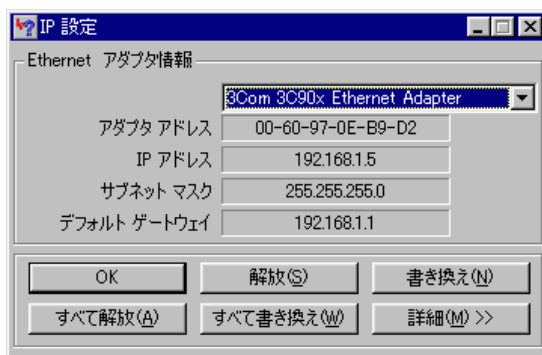 IP 設定
Ethernet アダプタ情報
3Com 3C90x Ethernet Adapter
アダプタ アドレス 00-60-97-0E-B9-D2
IP アドレス 192.168.1.5
サブネット マスク 255.255.255.0
デフォルト ゲートウェイ 192.168.1.1
OK 解放(S) 書き換え(N)
すべて解放(A) すべて書き換え(W) 詳細(M) >>